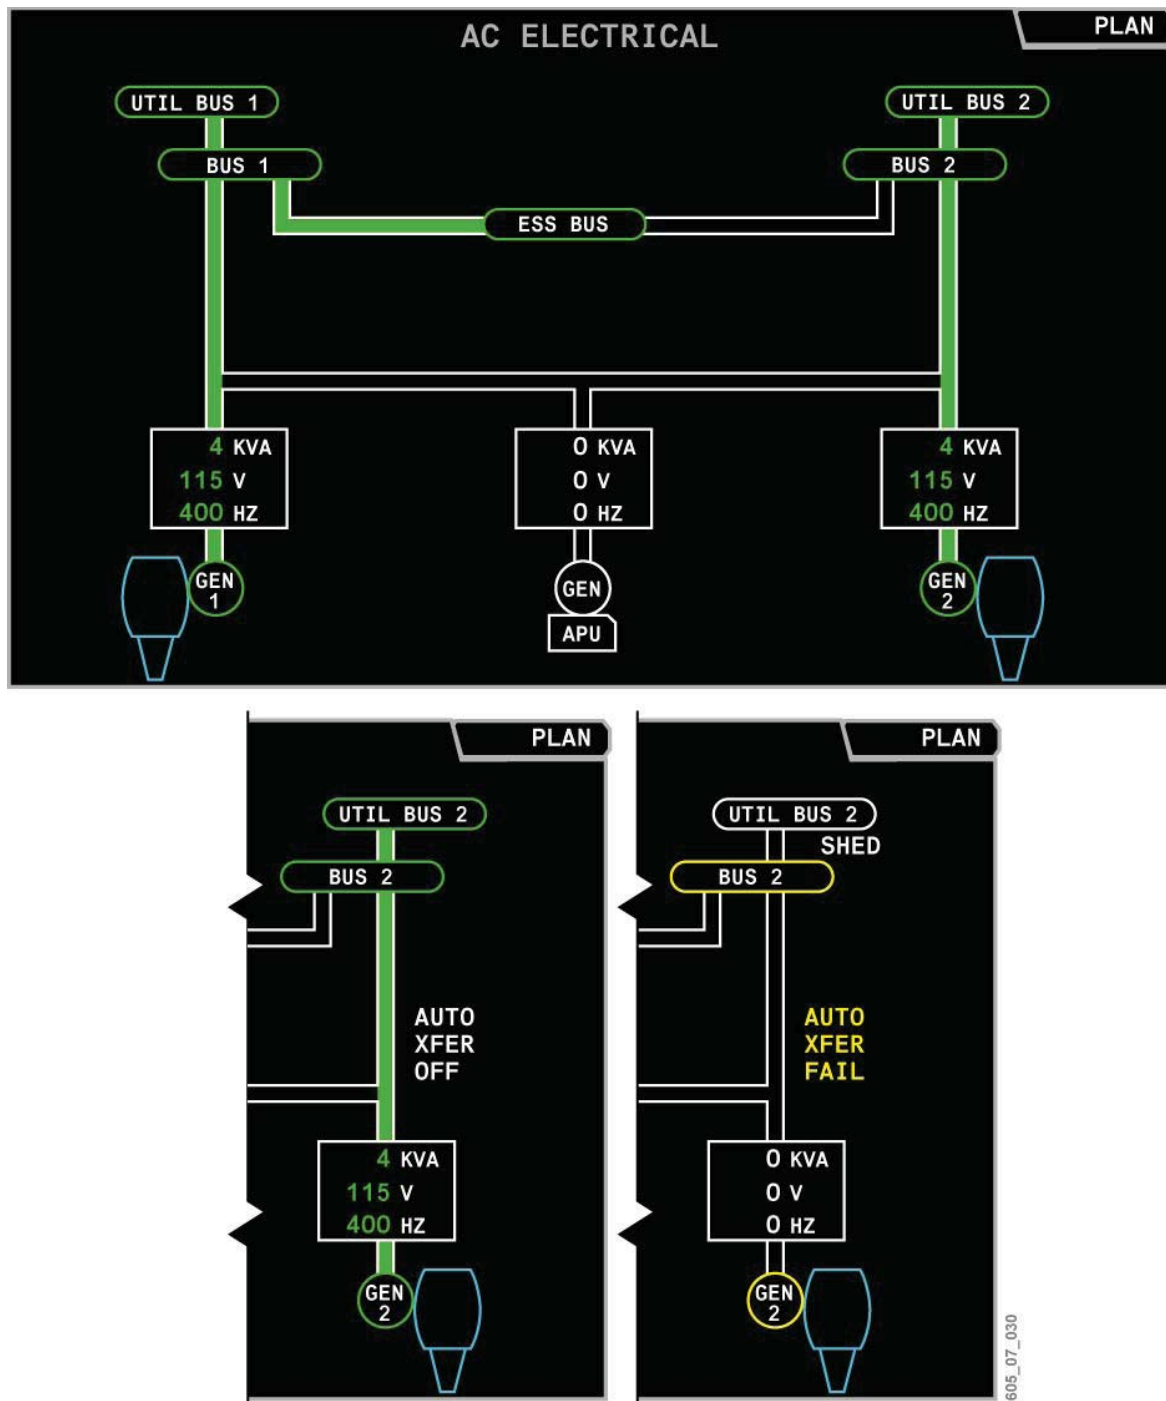 AC ELECTRICAL
PLAN
UTIL BUS 1
UTIL BUS 2
BUS 1
BUS 2
ESS BUS
4 KVA
115 V
400 HZ
0 KVA
0 V
0 HZ
4 KVA
115 V
400 HZ
GEN
1
GEN
APU
GEN
2
PLAN
UTIL BUS 2
BUS 2
AUTO
XFER
OFF
4 KVA
115 V
400 HZ
GEN
2
PLAN
UTIL BUS 2
SHED
BUS 2
AUTO
XFER
FAIL
0 KVA
0 V
0 HZ
GEN
2
605_07_030